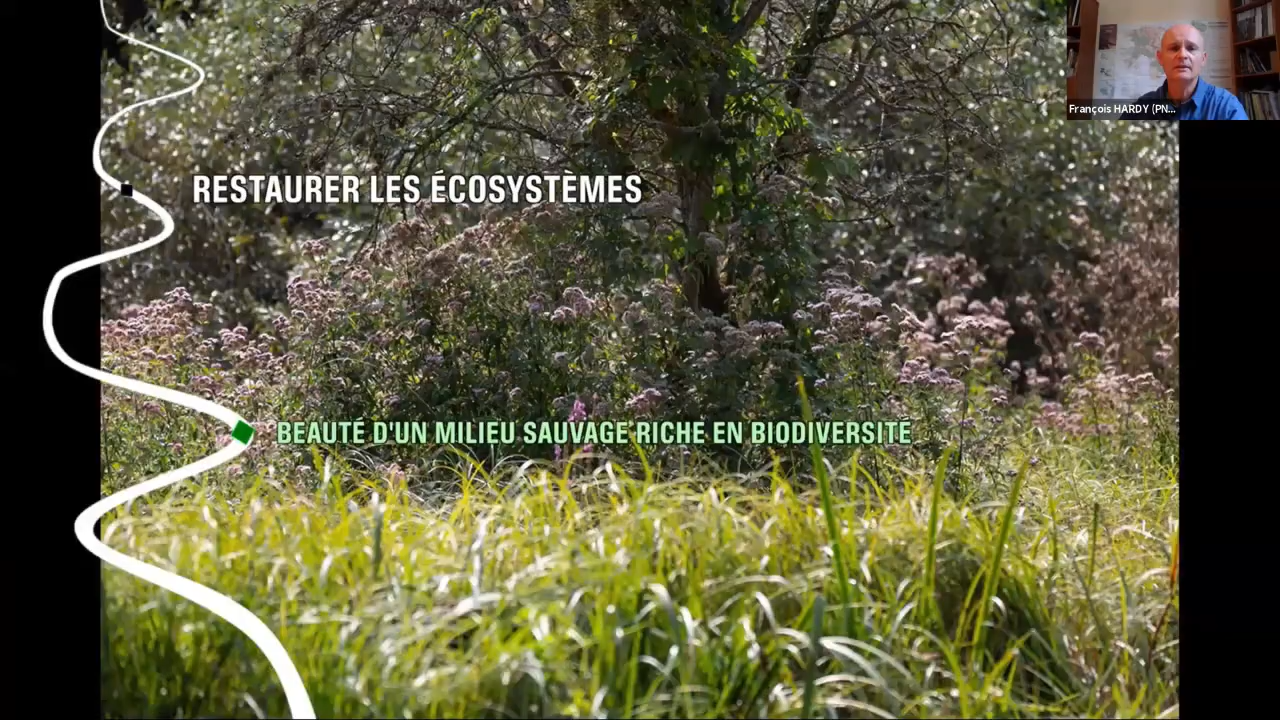 François HARDY (PN...
RESTAURER LES ÉCOSYSTÈMES
BEAUTÉ D'UN MILIEU SAUVAGE RICHE EN BIODIVERSITÉ